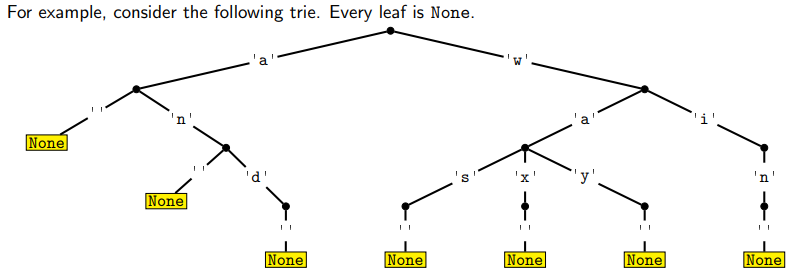 For example, consider the following trie. Every leaf is None.
'a' 'w'
'' 'n' 'a' 'i'
None
'' 'd' 's' 'x' 'y' 'n'
None
'' '' '' '' ''
None None None None None